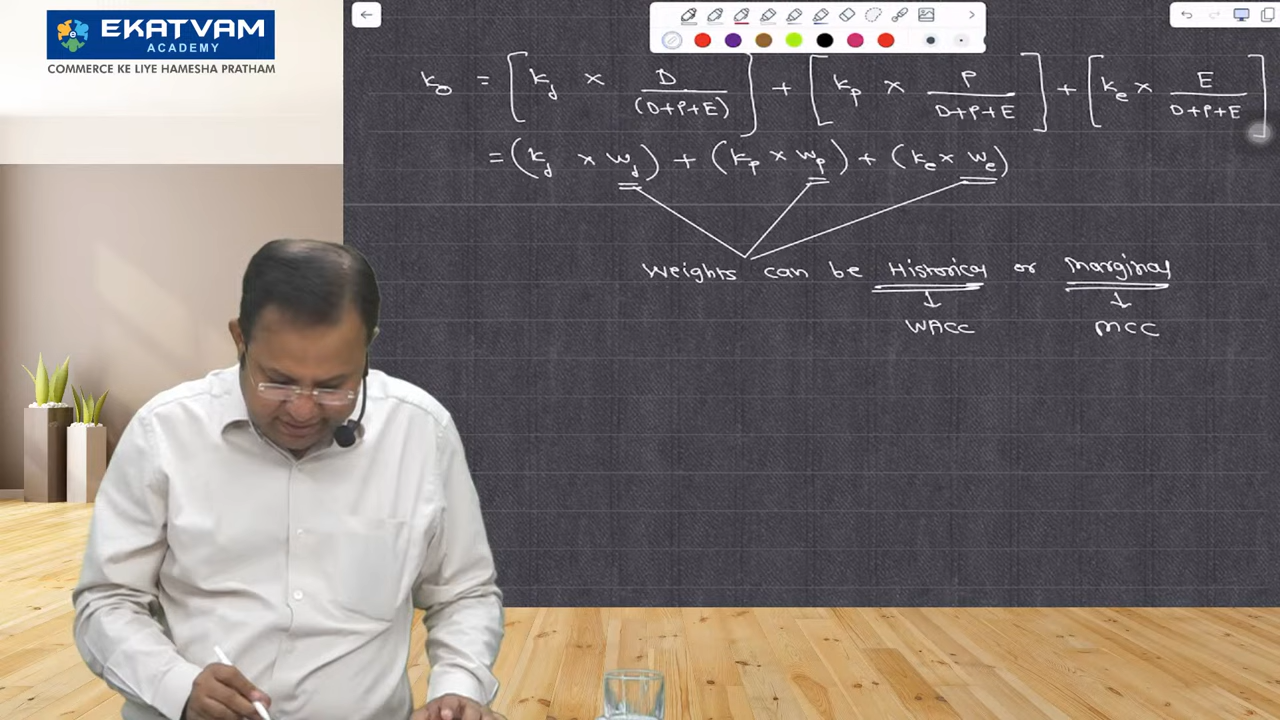 EKATVAM
ACADEMY
COMMERCE KE LIYE HAMESHA PRATHAM
Ko = [Kd × D/(D+P+E)] + [Kp × P/D+P+E] + [Ke × E/D+P+E]
= (Kd × Wd) + (Kp × Wp) + (Ke × We)
Weights can be Historical or Marginal
↓ ↓
WACC MCC